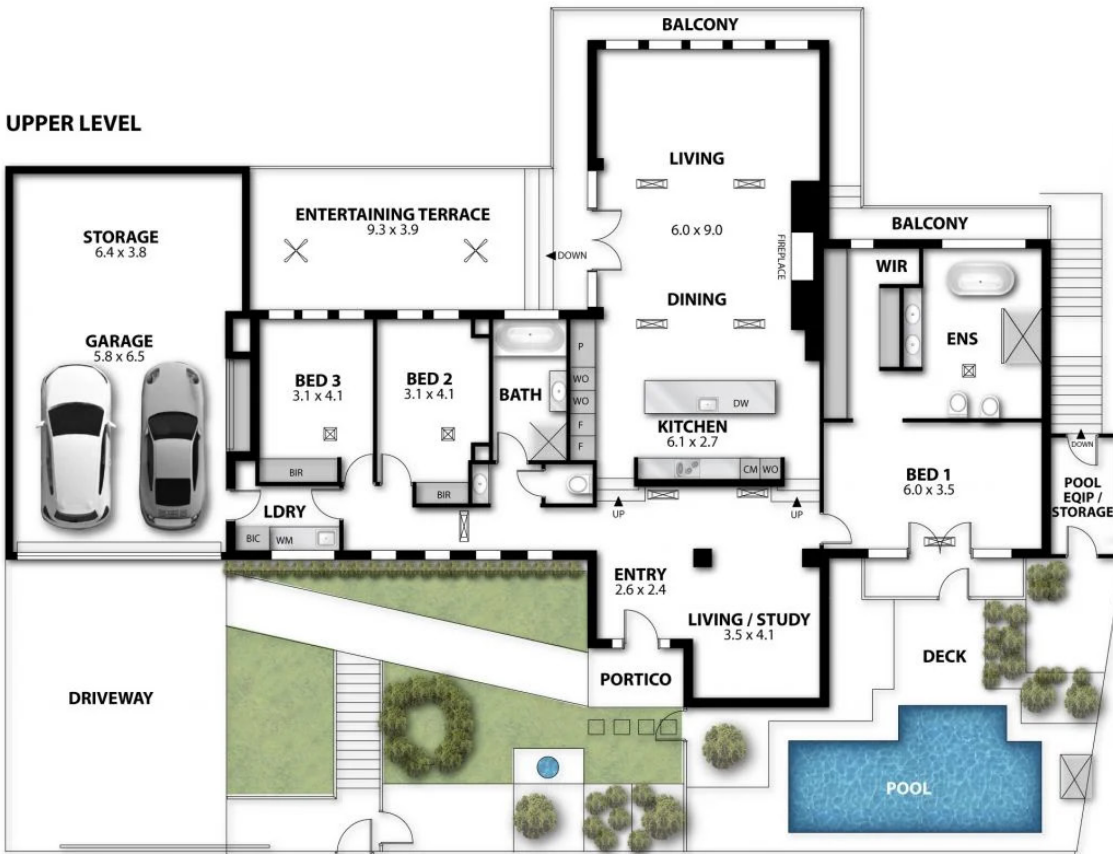 BALCONY
UPPER LEVEL
LIVING
ENTERTAINING TERRACE
9.3 x 3.9
STORAGE
6.4 x 3.8
6.0 x 9.0
FIREPLACE
DOWN
BALCONY
WIR
DINING
GARAGE
5.8 x 6.5
BED 3
3.1 x 4.1
BED 2
3.1 x 4.1
BATH
P
WO
WO
F
F
ENS
DW
KITCHEN
6.1 x 2.7
CM
WO
BED 1
6.0 x 3.5
DOWN
POOL
EQIP /
STORAGE
BIR
BIR
LDRY
BIC
WM
UP
UP
ENTRY
2.6 x 2.4
LIVING / STUDY
3.5 x 4.1
PORTICO
DECK
DRIVEWAY
POOL